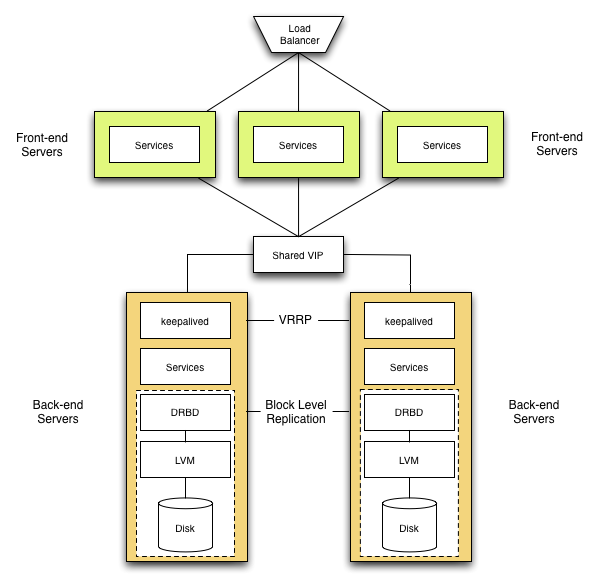 Load
Balancer
Front-end
Servers
Services
Services
Services
Front-end
Servers
Shared VIP
keepalived
VRRP
keepalived
Services
Services
Back-end
Servers
DRBD
Block Level
Replication
DRBD
Back-end
Servers
LVM
LVM
Disk
Disk